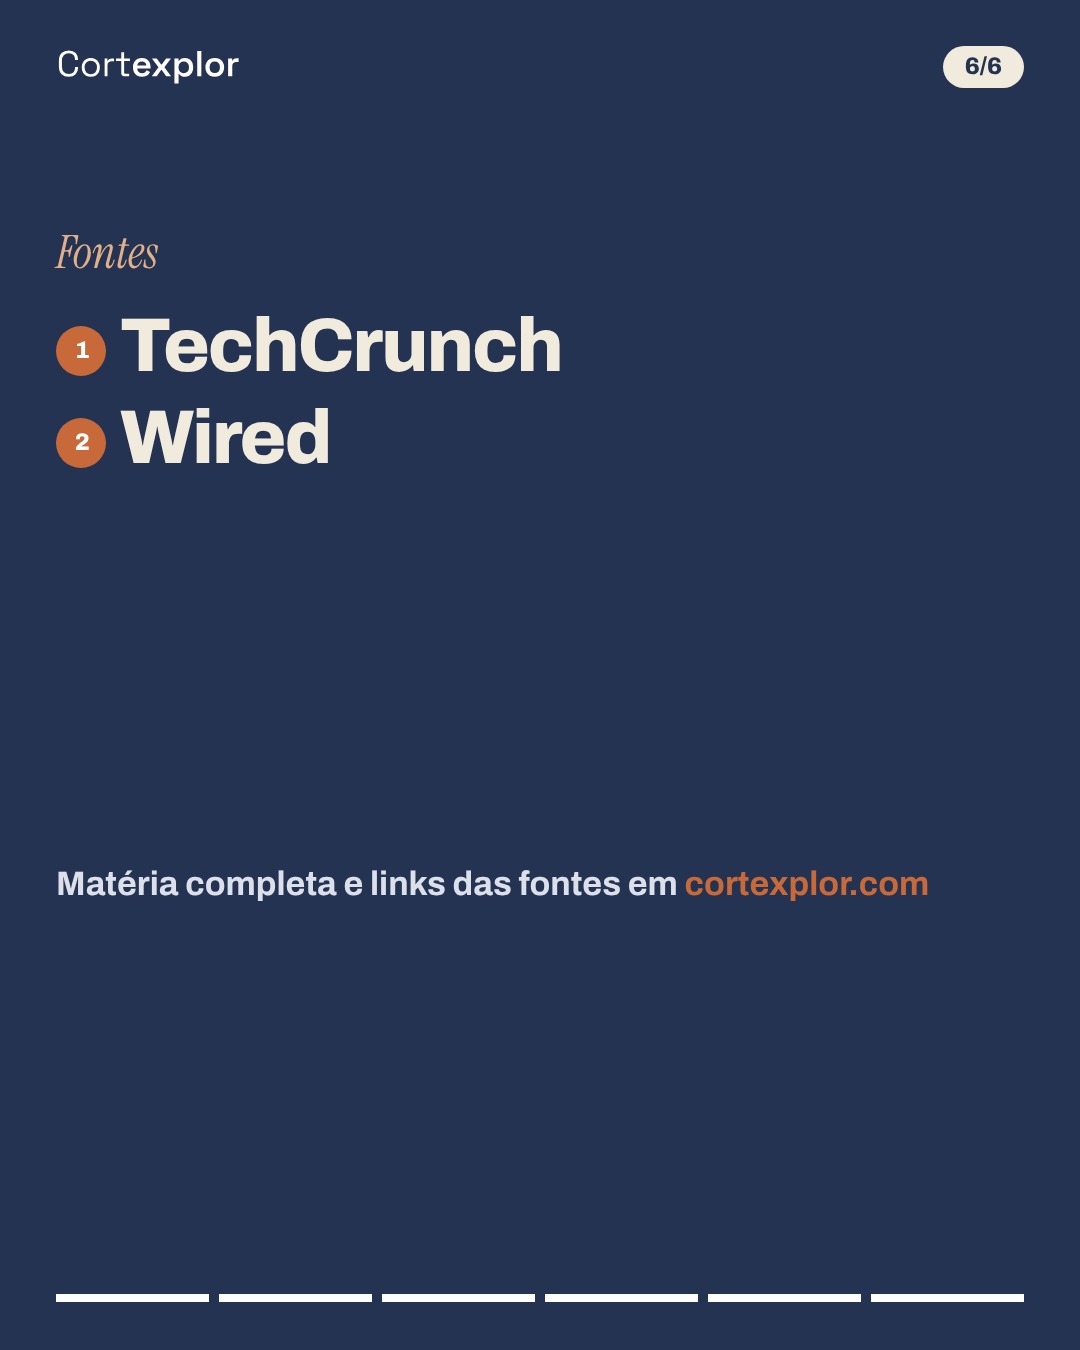 Cortexplor
6/6
Fontes
1 TechCrunch
2 Wired
Matéria completa e links das fontes em cortexplor.com